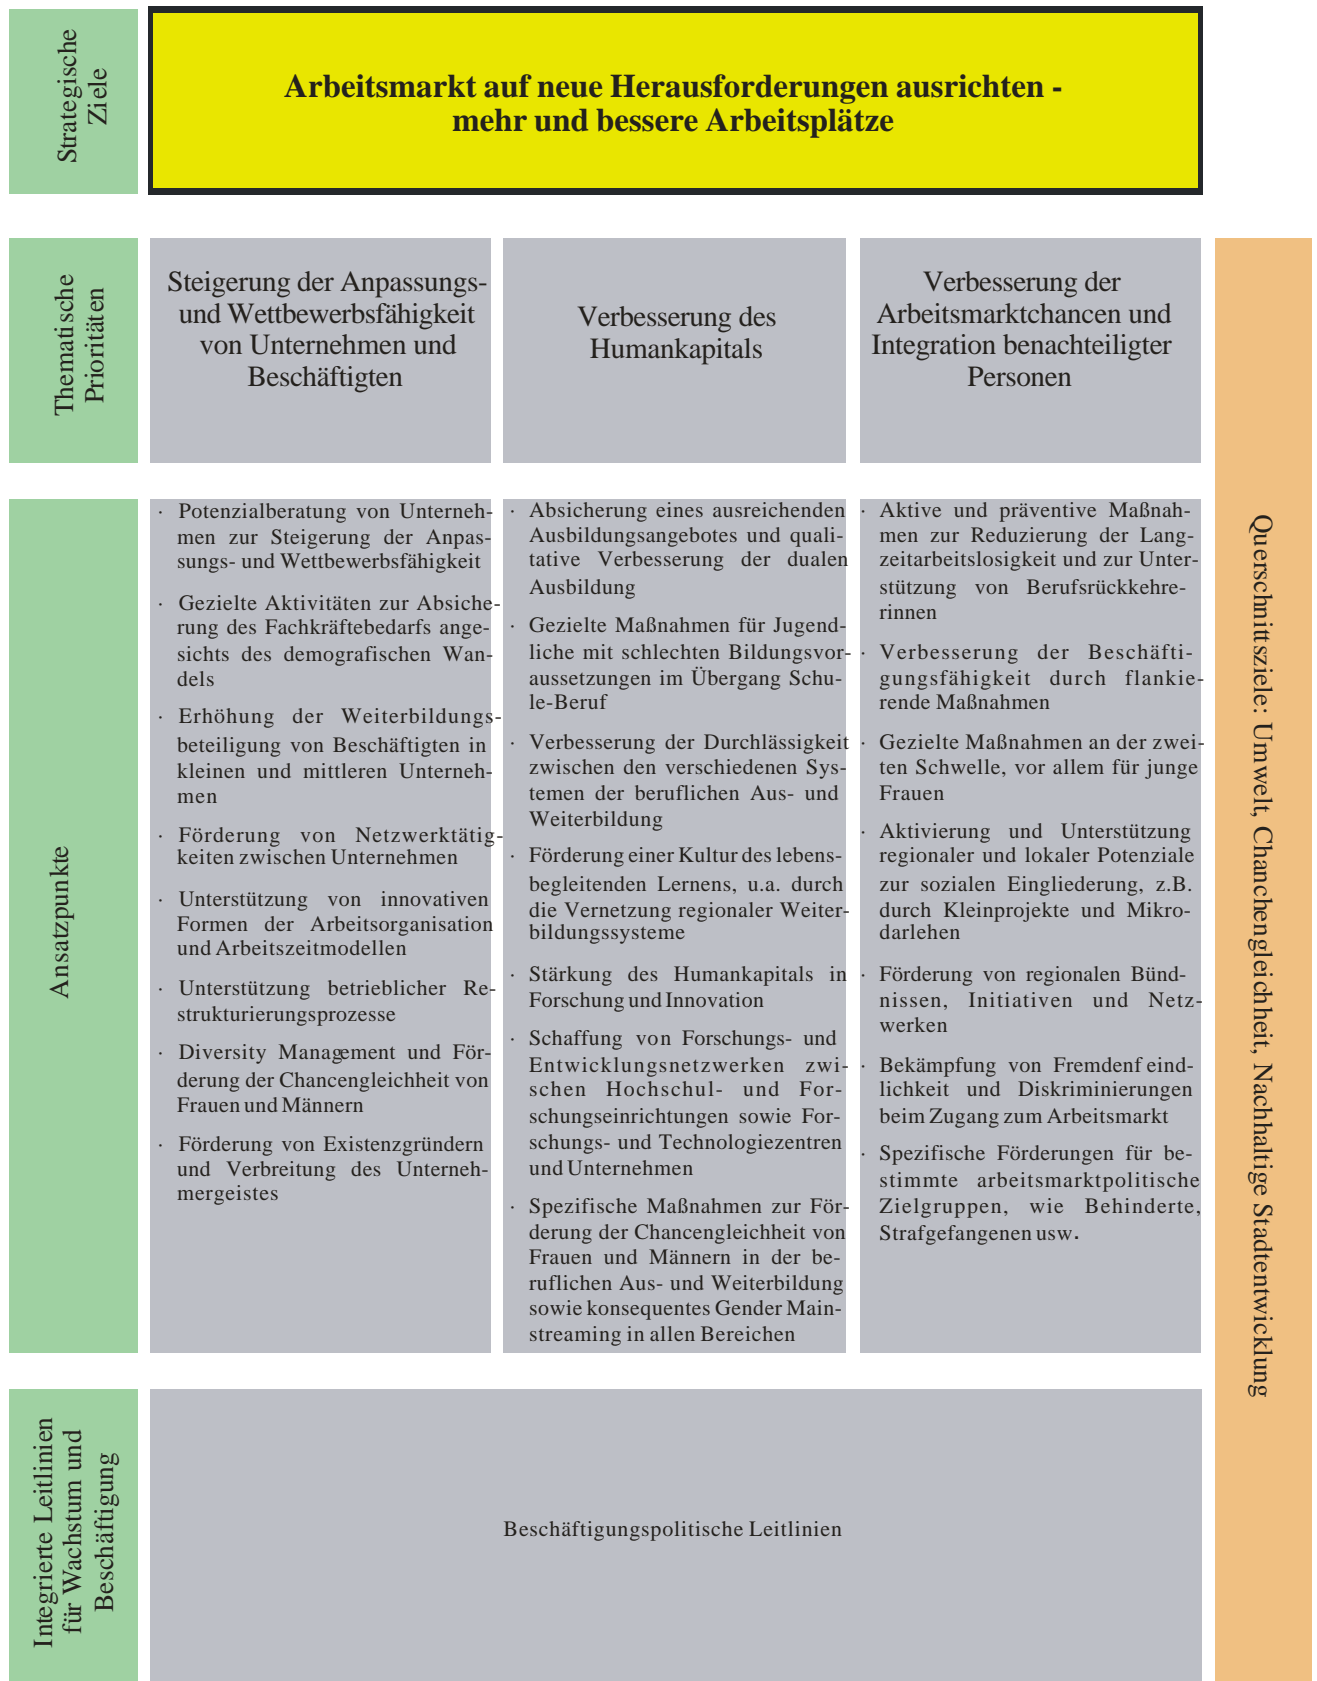 Strategische
Ziele
Arbeitsmarkt auf neue Herausforderungen ausrichten -
mehr und bessere Arbeitsplätze
Thematische
Prioritäten
Steigerung der Anpassungs-
und Wettbewerbsfähigkeit
von Unternehmen und
Beschäftigten
Verbesserung des
Humankapitals
Verbesserung der
Arbeitsmarktchancen und
Integration benachteiligter
Personen
Ansatzpunkte
· Potenzialberatung von Unterneh-
men zur Steigerung der Anpas-
sungs- und Wettbewerbsfähigkeit
· Gezielte Aktivitäten zur Absiche-
rung des Fachkräftebedarfs ange-
sichts des demografischen Wan-
dels
· Erhöhung der Weiterbildungs-
beteiligung von Beschäftigten in
kleinen und mittleren Unterneh-
men
· Förderung von Netzwerktätig-
keiten zwischen Unternehmen
· Unterstützung von innovativen
Formen der Arbeitsorganisation
und Arbeitszeitmodellen
· Unterstützung betrieblicher Re-
strukturierungsprozesse
· Diversity Management und För-
derung der Chancengleichheit von
Frauen und Männern
· Förderung von Existenzgründern
und Verbreitung des Unterneh-
mergeistes
· Absicherung eines ausreichenden
Ausbildungsangebotes und quali-
tative Verbesserung der dualen
Ausbildung
· Gezielte Maßnahmen für Jugend-
liche mit schlechten Bildungsvor-
aussetzungen im Übergang Schu-
le-Beruf
· Verbesserung der Durchlässigkeit
zwischen den verschiedenen Sys-
temen der beruflichen Aus- und
Weiterbildung
· Förderung einer Kultur des lebens-
begleitenden Lernens, u.a. durch
die Vernetzung regionaler Weiter-
bildungssysteme
· Stärkung des Humankapitals in
Forschung und Innovation
· Schaffung von Forschungs- und
Entwicklungsnetzwerken zwi-
schen Hochschul- und For-
schungseinrichtungen sowie For-
schungs- und Technologiezentren
und Unternehmen
· Spezifische Maßnahmen zur För-
derung der Chancengleichheit von
Frauen und Männern in der be-
ruflichen Aus- und Weiterbildung
sowie konsequentes Gender Main-
streaming in allen Bereichen
· Aktive und präventive Maßnah-
men zur Reduzierung der Lang-
zeitarbeitslosigkeit und zur Unter-
stützung von Berufsrückkehre-
rinnen
· Verbesserung der Beschäfti-
gungsfähigkeit durch flankie-
rende Maßnahmen
· Gezielte Maßnahmen an der zwei-
ten Schwelle, vor allem für junge
Frauen
· Aktivierung und Unterstützung
regionaler und lokaler Potenziale
zur sozialen Eingliederung, z.B.
durch Kleinprojekte und Mikro-
darlehen
· Förderung von regionalen Bünd-
nissen, Initiativen und Netz-
werken
· Bekämpfung von Fremdenfeind-
lichkeit und Diskriminierungen
beim Zugang zum Arbeitsmarkt
· Spezifische Förderungen für be-
stimmte arbeitsmarktpolitische
Zielgruppen, wie Behinderte,
Strafgefangenen usw.
Integrierte Leitlinien
für Wachstum und
Beschäftigung
Beschäftigungspolitische Leitlinien
Querschnittsziele: Umwelt, Chanchengleichheit, Nachhaltige Stadtentwicklung